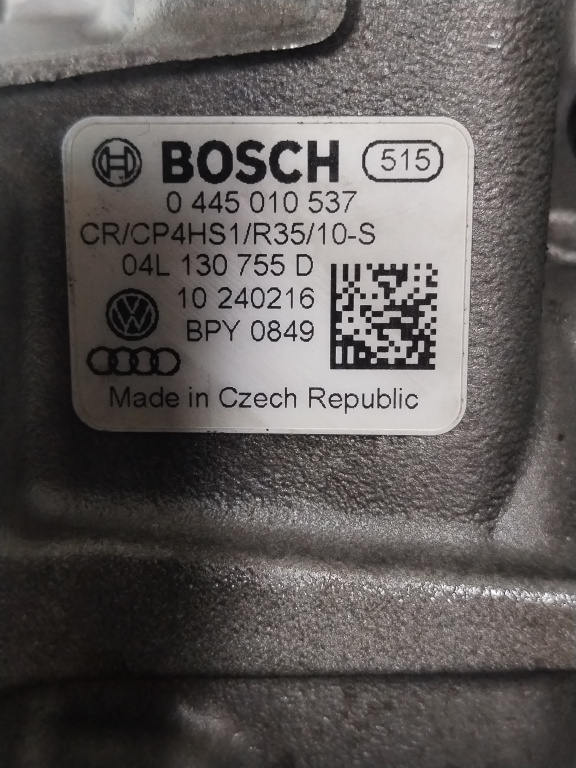 BOSCH 515
0 445 010 537
CR/CP4HS1/R35/10-S
04L 130 755 D
10 240216
BPY 0849
Made in Czech Republic